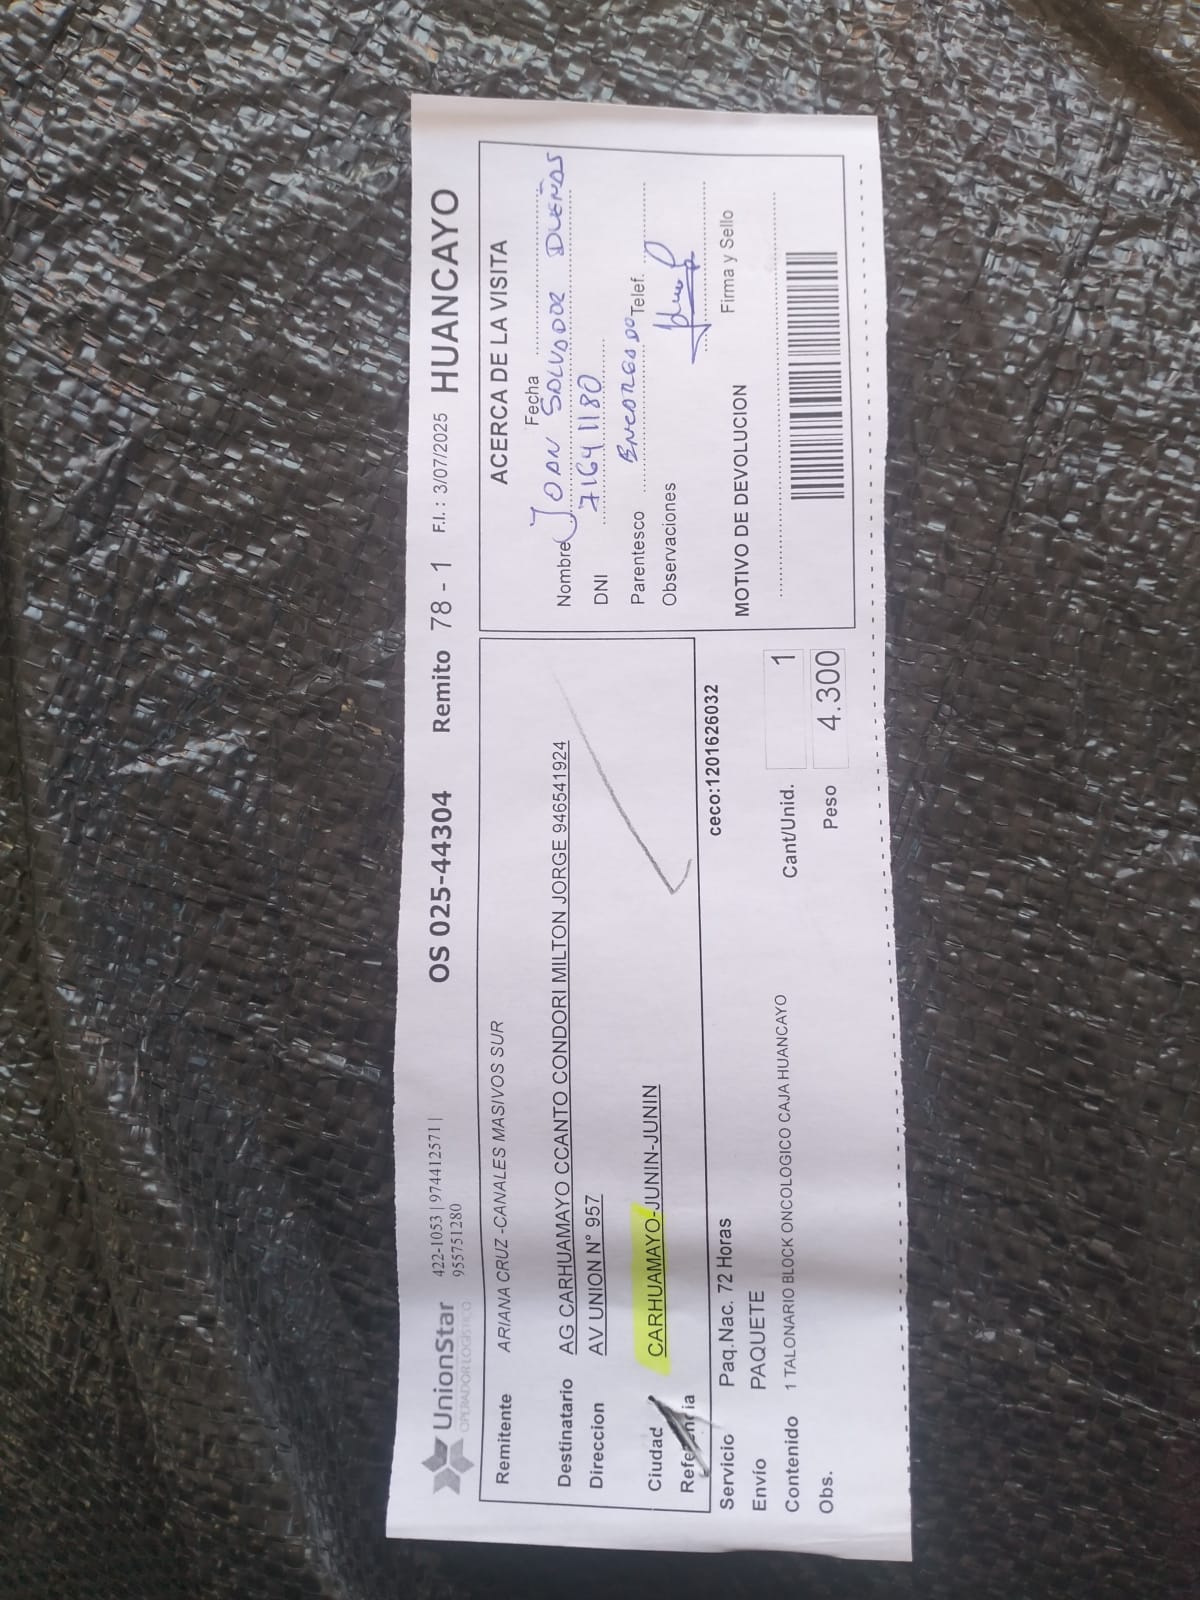 UnionStar
OPERADOR LOGISTICO
422-1053 | 974412571 |
955751280
OS 025-44304 Remito 78 - 1 F.I. : 3/07/2025 HUANCAYO
Remitente ARIANA CRUZ -CANALES MASIVOS SUR
Destinatario AG CARHUAMAYO CCANTO CONDORI MILTON JORGE 946541924
Direccion AV UNION N° 957
Ciudad CARHUAMAYO-JUNIN-JUNIN
Referencia
ceco:1201626032
Servicio Paq.Nac. 72 Horas
Envío PAQUETE
Contenido 1 TALONARIO BLOCK ONCOLOGICO CAJA HUANCAYO
Obs.
Cant/Unid. 1
Peso 4.300
ACERCA DE LA VISITA
Fecha
Nombre JOAN SALVADOR DUEÑAS
DNI 71641180
Parentesco ENCARGADO Telef.
Observaciones
Firma y Sello
MOTIVO DE DEVOLUCION